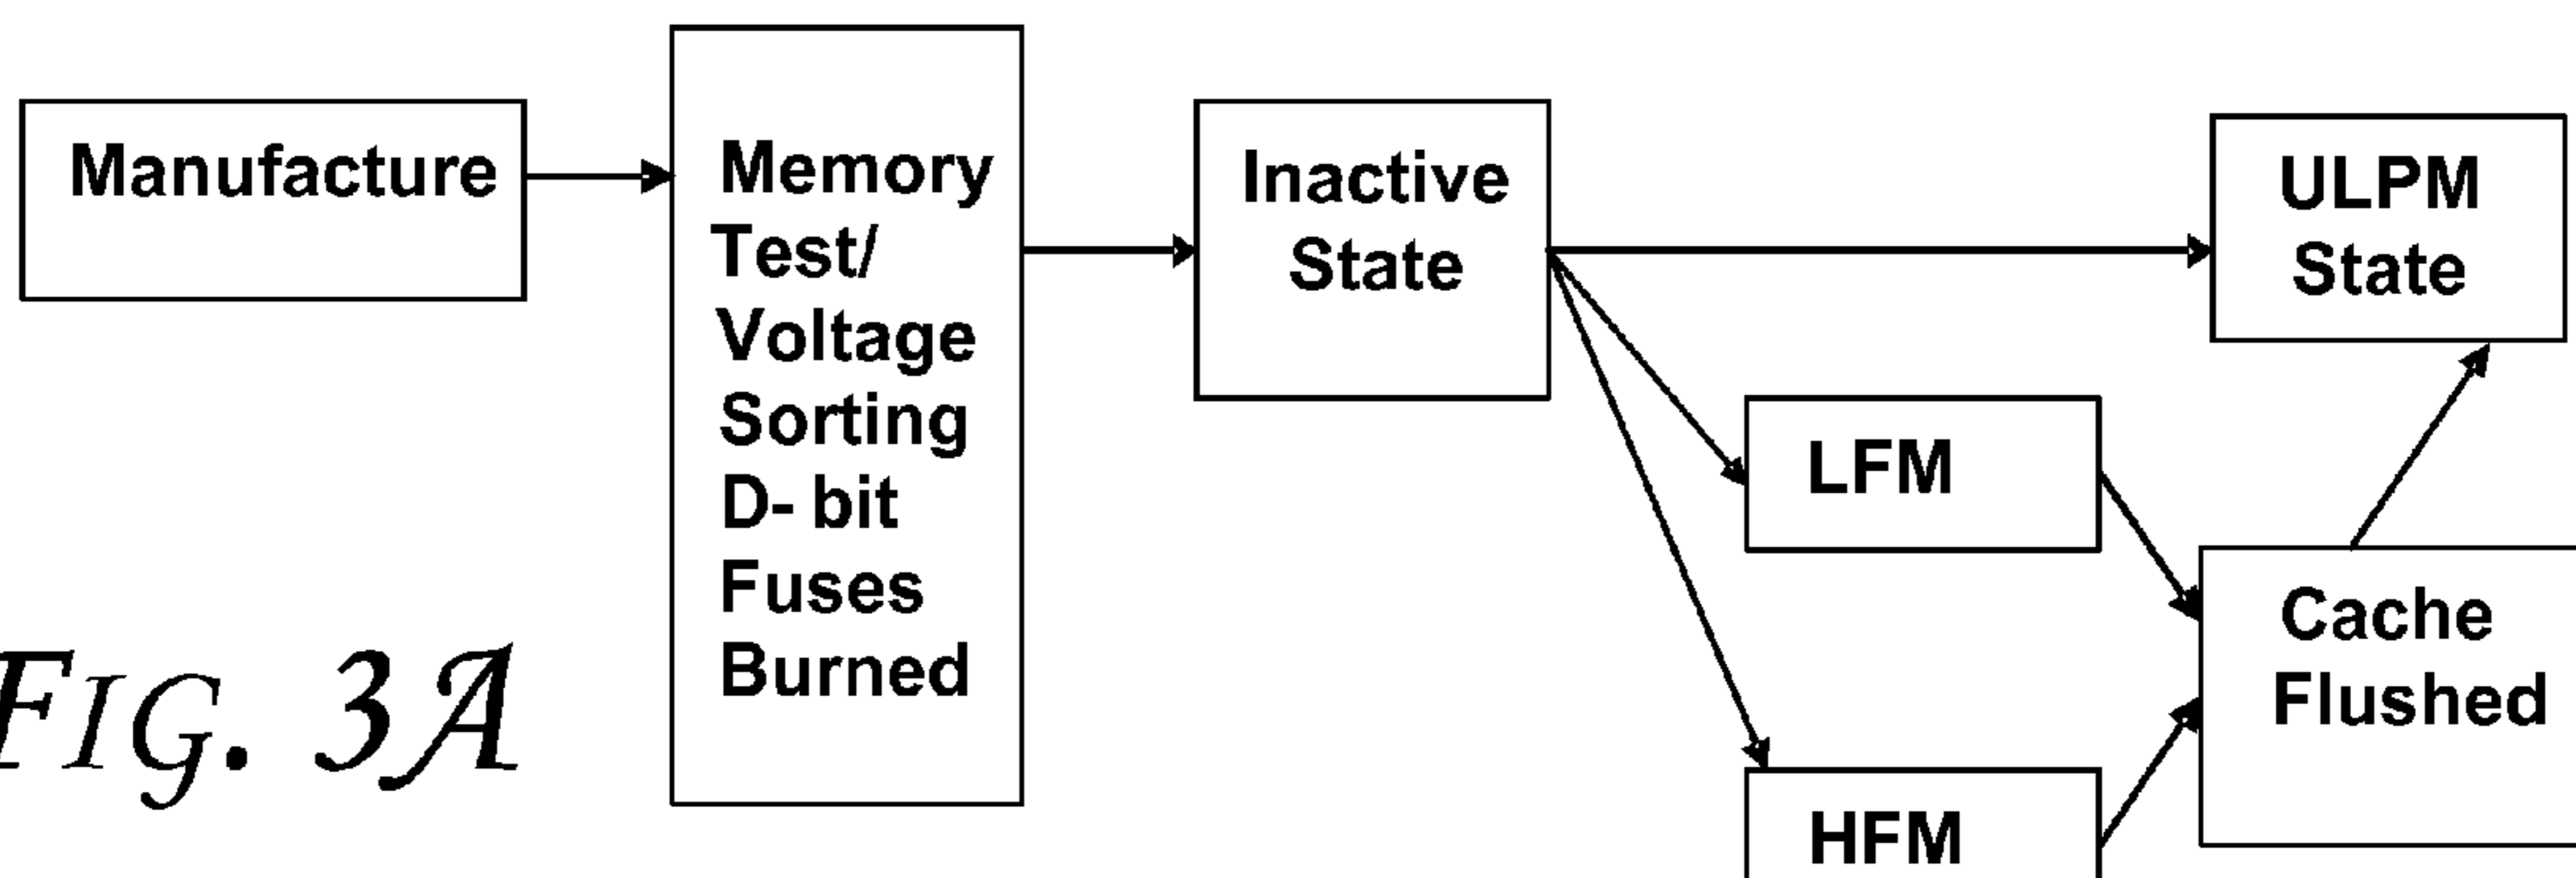 Manufacture
Memory
Test/
Voltage
Sorting
D- bit
Fuses
Burned
Inactive
State
ULPM
State
LFM
HFM
Cache
Flushed
FIG. 3A